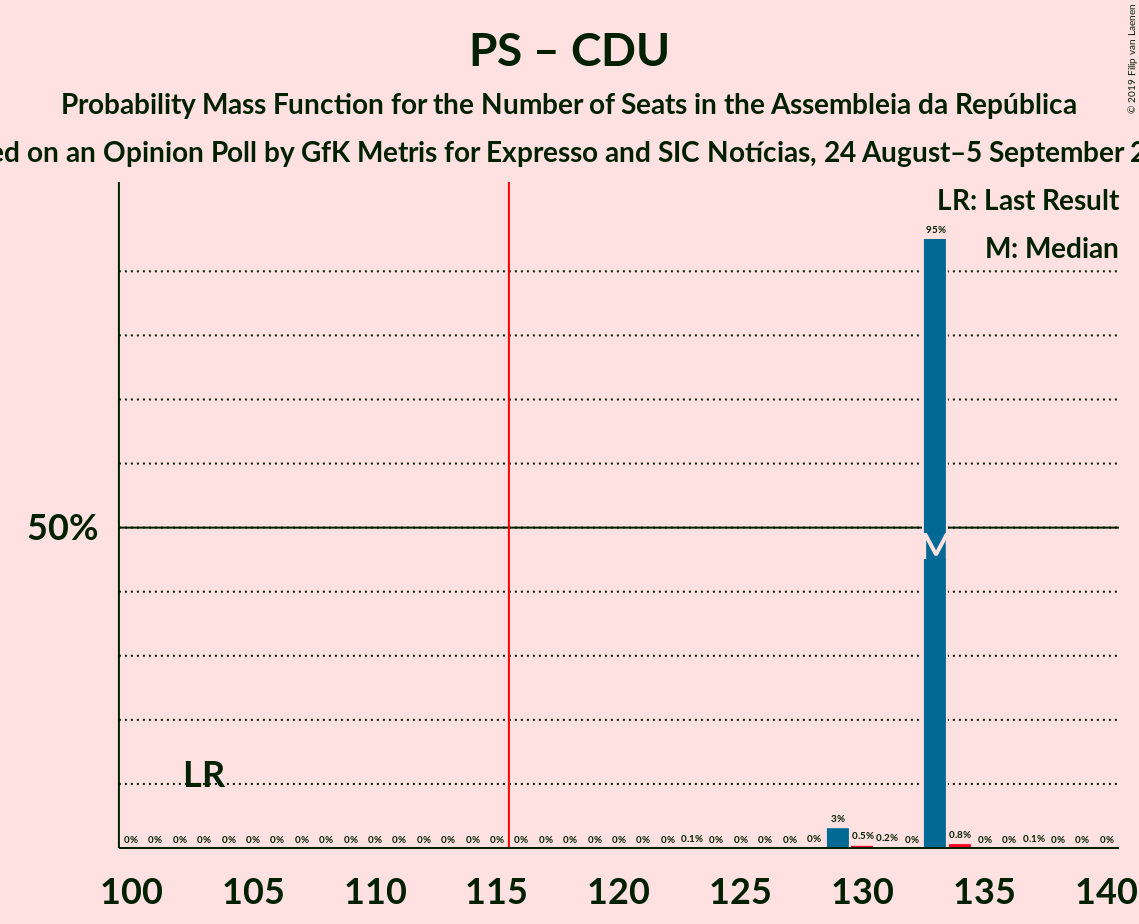 PS – CDU
Probability Mass Function for the Number of Seats in the Assembleia da República
ed on an Opinion Poll by GfK Metris for Expresso and SIC Notícias, 24 August–5 September 2
© 2019 Filip van Laenen
LR: Last Result
M: Median
95%
50%
M
LR
3%
0% 0% 0% 0% 0% 0% 0% 0% 0% 0% 0% 0% 0% 0% 0% 0% 0% 0% 0% 0% 0% 0% 0% 0.1% 0% 0% 0% 0% 0% 0.5% 0.2% 0% 0.8% 0% 0% 0.1% 0% 0% 0%
100 105 110 115 120 125 130 135 140